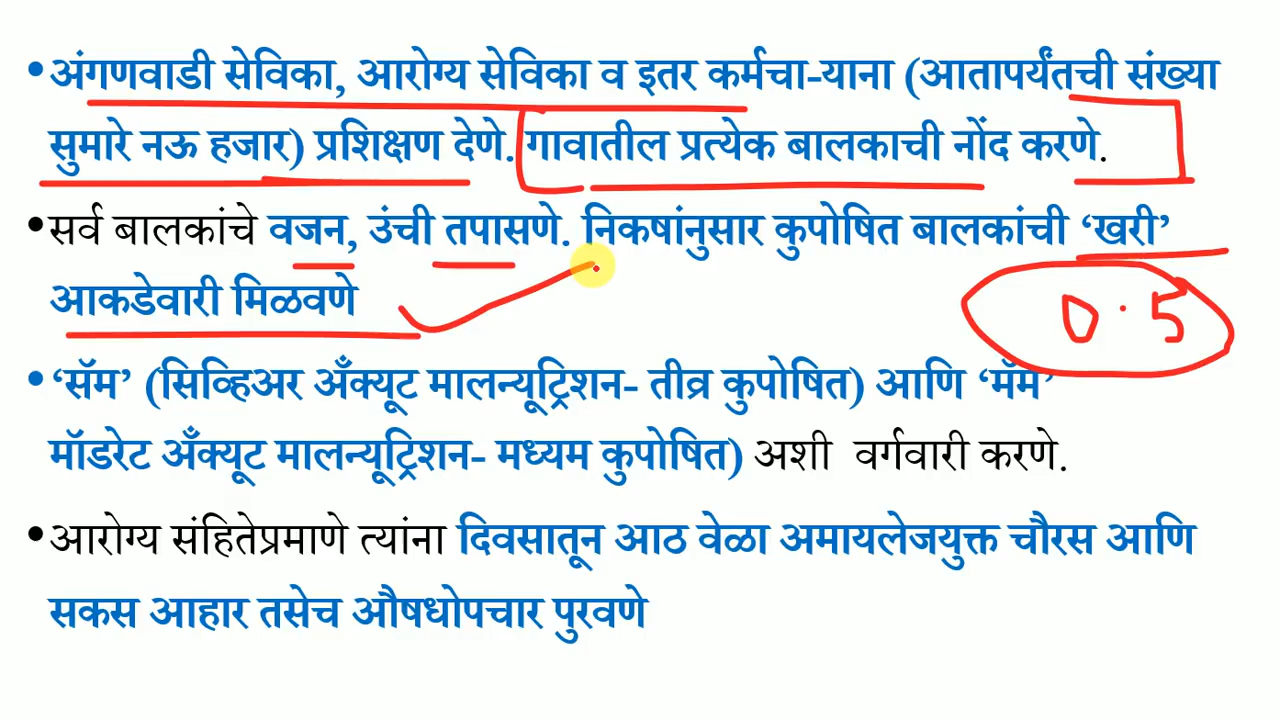 • अंगणवाडी सेविका, आरोग्य सेविका व इतर कर्मचा-याना (आतापर्यंतची संख्या
सुमारे नऊ हजार) प्रशिक्षण देणे. गावातील प्रत्येक बालकाची नोंद करणे.
• सर्व बालकांचे वजन, उंची तपासणे. निकषांनुसार कुपोषित बालकांची ‘खरी’
आकडेवारी मिळवणे
0.5
• ‘सॅम’ (सिव्हिअर अँक्यूट मालन्यूट्रिशन- तीव्र कुपोषित) आणि ‘मॅम’
मॉडरेट अँक्यूट मालन्यूट्रिशन- मध्यम कुपोषित) अशी वर्गवारी करणे.
• आरोग्य संहितेप्रमाणे त्यांना दिवसातून आठ वेळा अमायलेजयुक्त चौरस आणि
सकस आहार तसेच औषधोपचार पुरवणे